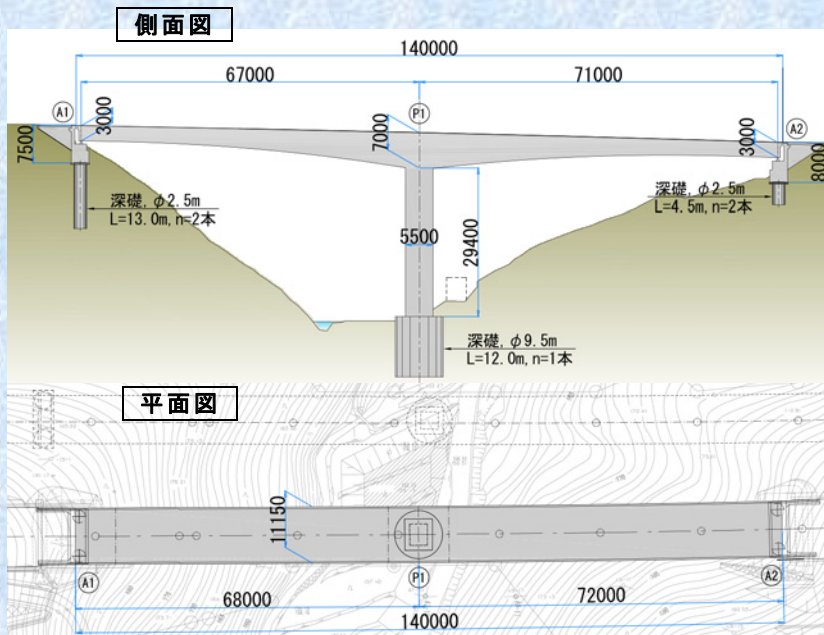 側面図
140000
67000
71000
A1
P1
A2
3000
7000
3000
7500
8000
深礎, φ2.5m
L=13.0m, n=2本
深礎, φ2.5m
L=4.5m, n=2本
5500
29400
深礎, φ9.5m
L=12.0m, n=1本
平面図
11150
A1
P1
A2
68000
72000
140000